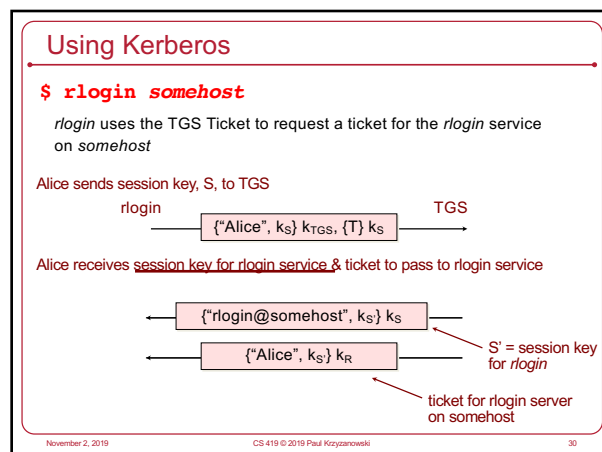 Using Kerberos
$ rlogin somehost
rlogin uses the TGS Ticket to request a ticket for the rlogin service
on somehost
Alice sends session key, S, to TGS
rlogin
TGS
{“Alice”, kS} kTGS, {T} kS
Alice receives session key for rlogin service & ticket to pass to rlogin service
{“rlogin@somehost”, kS'} kS
{“Alice”, kS'} kR
S’ = session key
for rlogin
ticket for rlogin server
on somehost
November 2, 2019
CS 419 © 2019 Paul Krzyzanowski
30